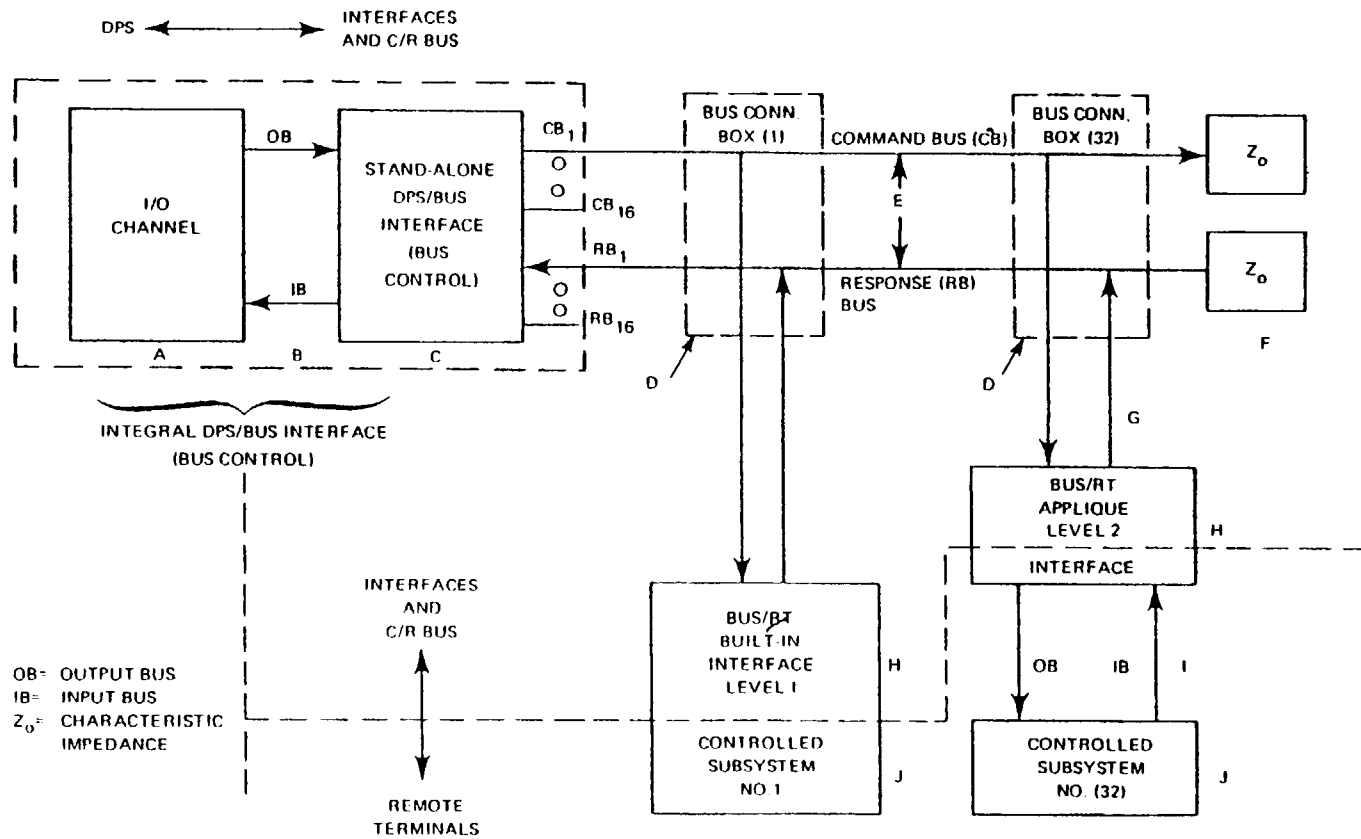 DPS
INTERFACES
AND C/R BUS
I/O
CHANNEL
OB
IB
STAND-ALONE
DPS/BUS
INTERFACE
(BUS
CONTROL)
CB1
CB16
RB1
RB16
A
B
C
BUS CONN.
BOX (1)
COMMAND BUS (CB)
E
RESPONSE (RB)
BUS
BUS CONN.
BOX (32)
Zo
Zo
F
D
D
G
INTEGRAL DPS/BUS INTERFACE
(BUS CONTROL)
BUS/RT
APPLIQUE
LEVEL 2
INTERFACE
H
INTERFACES
AND
C/R BUS
BUS/RT
BUILT-IN
INTERFACE
LEVEL 1
H
OB
IB
I
OB= OUTPUT BUS
IB= INPUT BUS
Zo= CHARACTERISTIC
IMPEDANCE
CONTROLLED
SUBSYSTEM
NO. 1
J
CONTROLLED
SUBSYSTEM
NO. (32)
J
REMOTE
TERMINALS